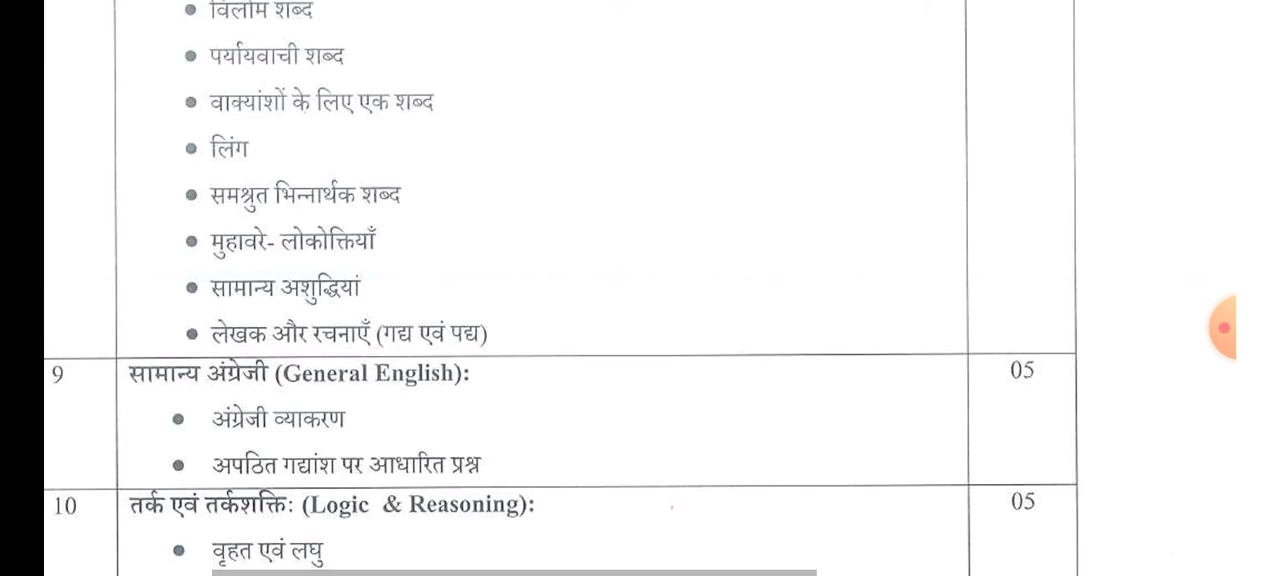 विलोम शब्द
पर्यायवाची शब्द
वाक्यांशों के लिए एक शब्द
लिंग
समश्रुत भिन्नार्थक शब्द
मुहावरे- लोकोक्तियाँ
सामान्य अशुद्धियां
लेखक और रचनाएँ (गद्य एवं पद्य)
9 सामान्य अंग्रेजी (General English): 05
अंग्रेजी व्याकरण
अपठित गद्यांश पर आधारित प्रश्न
10 तर्क एवं तर्कशक्तिः (Logic & Reasoning): 05
वृहत एवं लघु